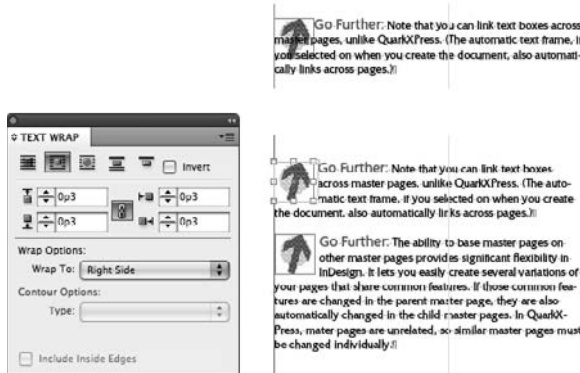 Go Further: Note that you can link text boxes across
master pages, unlike QuarkXPress. (The automatic text frame, if
you selected on when you create the document, also automati-
cally links across pages.)
TEXT WRAP
Invert
0p3 0p3
0p3 0p3
Wrap Options:
Wrap To: Right Side
Contour Options:
Type:
Include Inside Edges
Go Further: Note that you can link text boxes
across master pages, unlike QuarkXPress. (The auto-
matic text frame, if you selected on when you create
the document, also automatically links across pages.)
Go Further: The ability to base master pages on
other master pages provides significant flexibility in
InDesign. It lets you easily create several variations of
your pages that share common features. If those common fea-
tures are changed in the parent master page, they are also
automatically changed in the child master pages. In QuarkX-
Press, mater pages are unrelated, so similar master pages must
be changed individually.